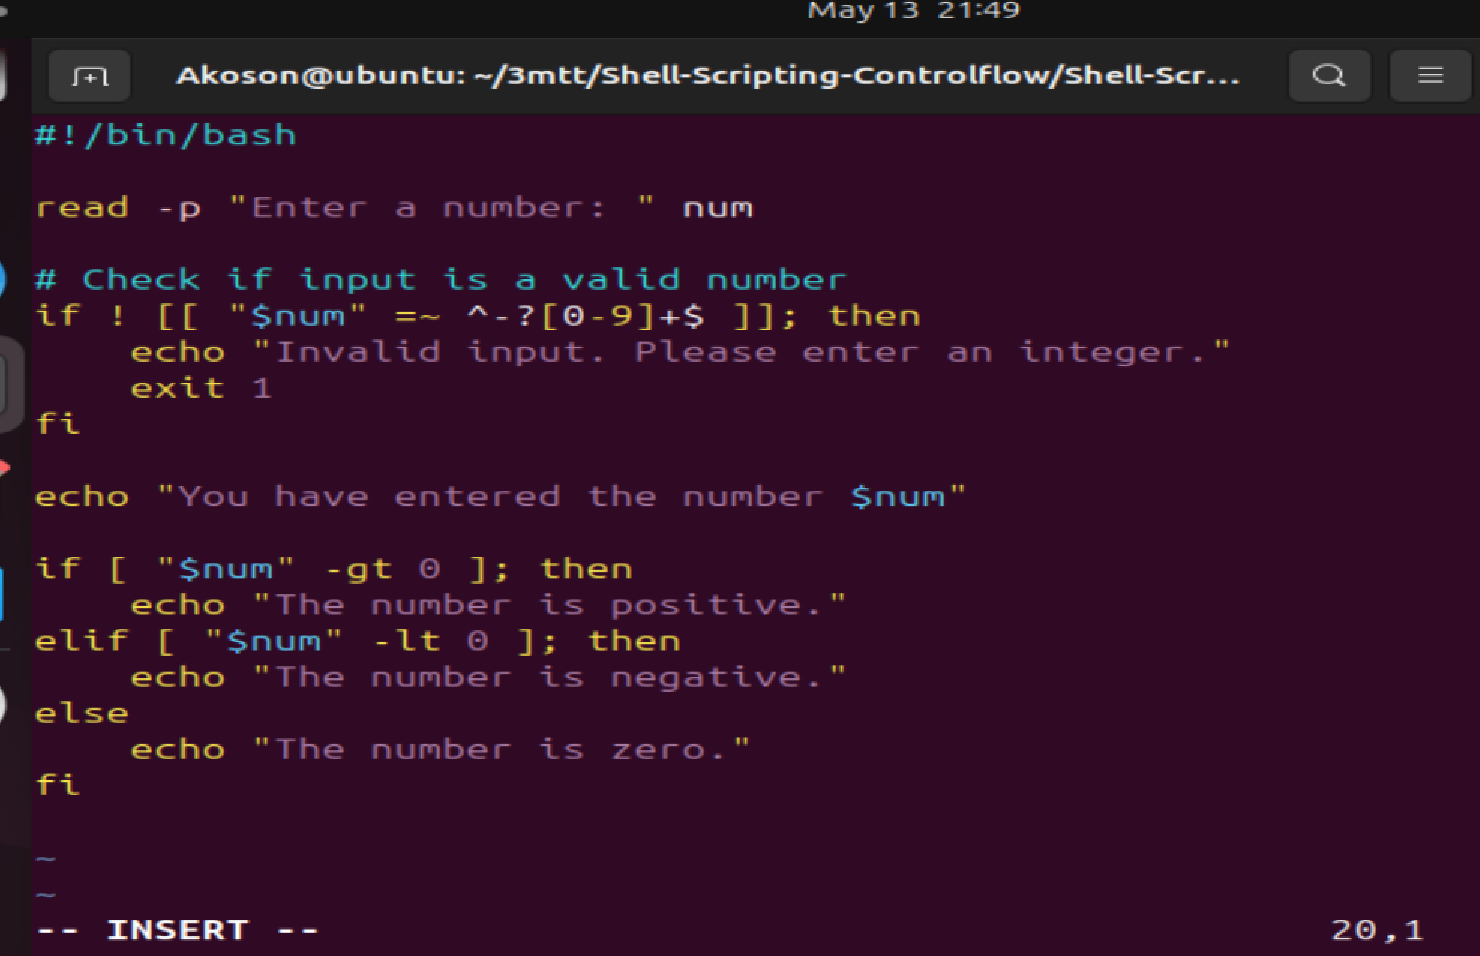 May 13 21:49
Akoson@ubuntu: ~/3mtt/Shell-Scripting-Controlflow/Shell-Scr...
#!/bin/bash

read -p "Enter a number: " num

# Check if input is a valid number
if ! [[ "$num" =~ ^-?[0-9]+$ ]]; then
    echo "Invalid input. Please enter an integer."
    exit 1
fi

echo "You have entered the number $num"

if [ "$num" -gt 0 ]; then
    echo "The number is positive."
elif [ "$num" -lt 0 ]; then
    echo "The number is negative."
else
    echo "The number is zero."
fi

~
~
-- INSERT -- 20,1